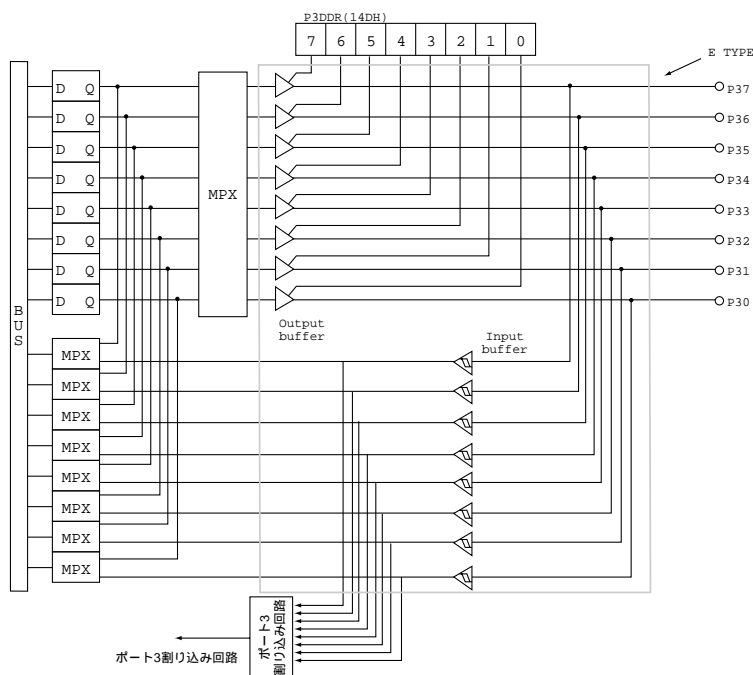 P3DDR(14DH)
7 6 5 4 3 2 1 0
E TYPE
D Q
D Q
D Q
D Q
D Q
D Q
D Q
D Q
MPX
P37
P36
P35
P34
P33
P32
P31
P30
BUS
Output
buffer
Input
buffer
MPX
MPX
MPX
MPX
MPX
MPX
MPX
MPX
ポート3
割り込み回路
ポート3割り込み回路